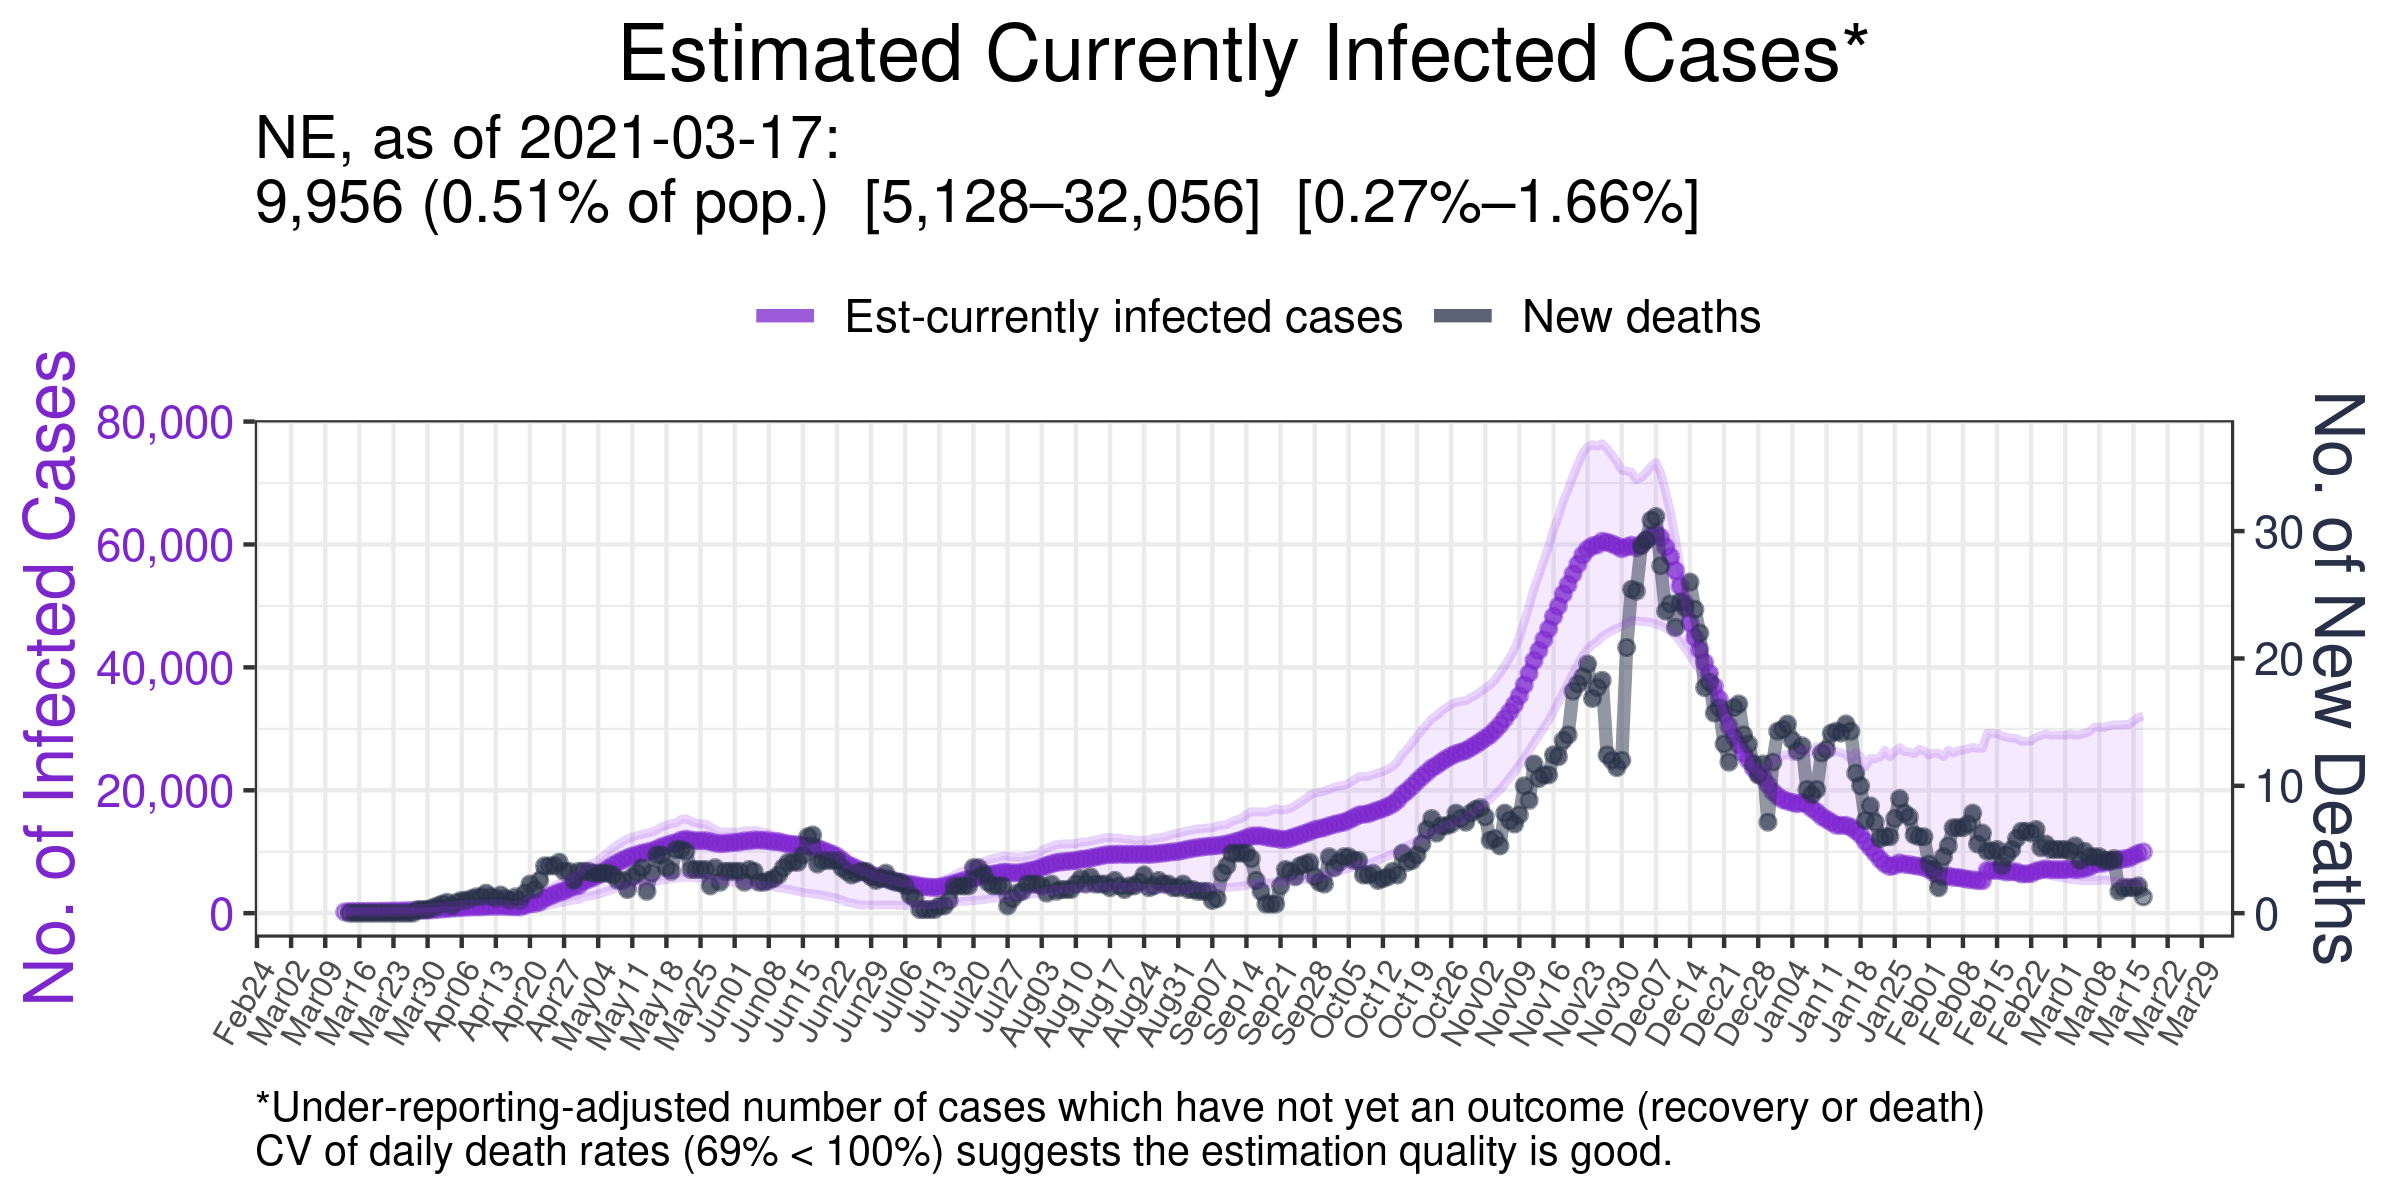 Estimated Currently Infected Cases*
NE, as of 2021-03-17:
9,956 (0.51% of pop.)  [5,128–32,056]  [0.27%–1.66%]
Est-currently infected cases
New deaths
No. of Infected Cases
80,000
60,000
40,000
20,000
0
No. of New Deaths
30
20
10
0
Feb24
Mar02
Mar09
Mar16
Mar23
Mar30
Apr06
Apr13
Apr20
Apr27
May04
May11
May18
May25
Jun01
Jun08
Jun15
Jun22
Jun29
Jul06
Jul13
Jul20
Jul27
Aug03
Aug10
Aug17
Aug24
Aug31
Sep07
Sep14
Sep21
Sep28
Oct05
Oct12
Oct19
Oct26
Nov02
Nov09
Nov16
Nov23
Nov30
Dec07
Dec14
Dec21
Dec28
Jan04
Jan11
Jan18
Jan25
Feb01
Feb08
Feb15
Feb22
Mar01
Mar08
Mar15
Mar22
Mar29
*Under-reporting-adjusted number of cases which have not yet an outcome (recovery or death)
CV of daily death rates (69% < 100%) suggests the estimation quality is good.